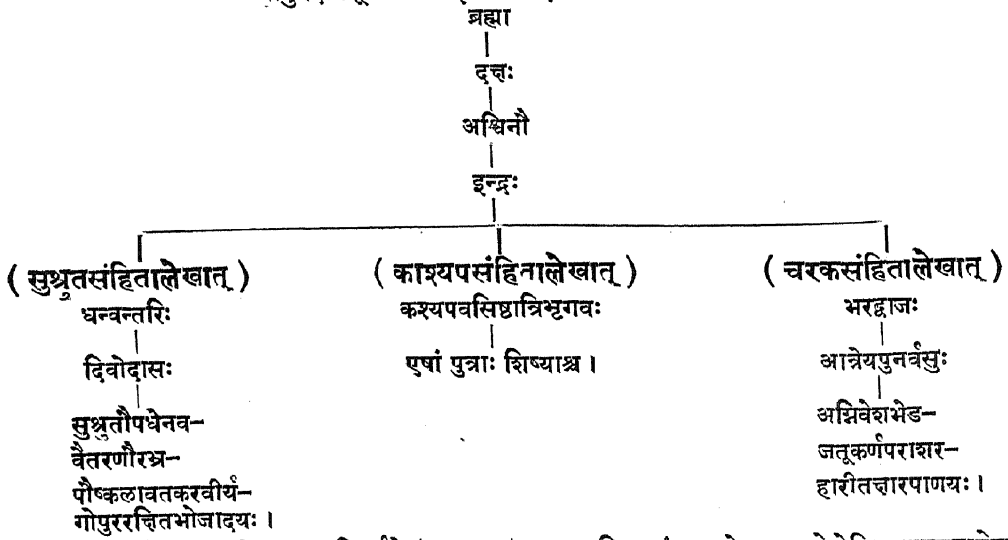 ब्रह्मा
दक्षः
अश्विनौ
इन्द्रः
(सुश्रुतसंहितालेखात्)
धन्वन्तरिः
दिवोदासः
सुश्रुतौपधेनव–
वैतरणौरभ्र–
पौष्कलावतकरवीर्य–
गोपुररक्षितभोजादयः।
(काश्यपसंहितालेखात्)
कश्यपवसिष्ठात्रिभृगवः
एषां पुत्राः शिष्याश्च।
(चरकसंहितालेखात्)
भरद्वाजः
आत्रेयपुनर्वसुः
अग्निवेशभेड–
जतूकर्णपराशर–
हारीतक्षारपाणयः।